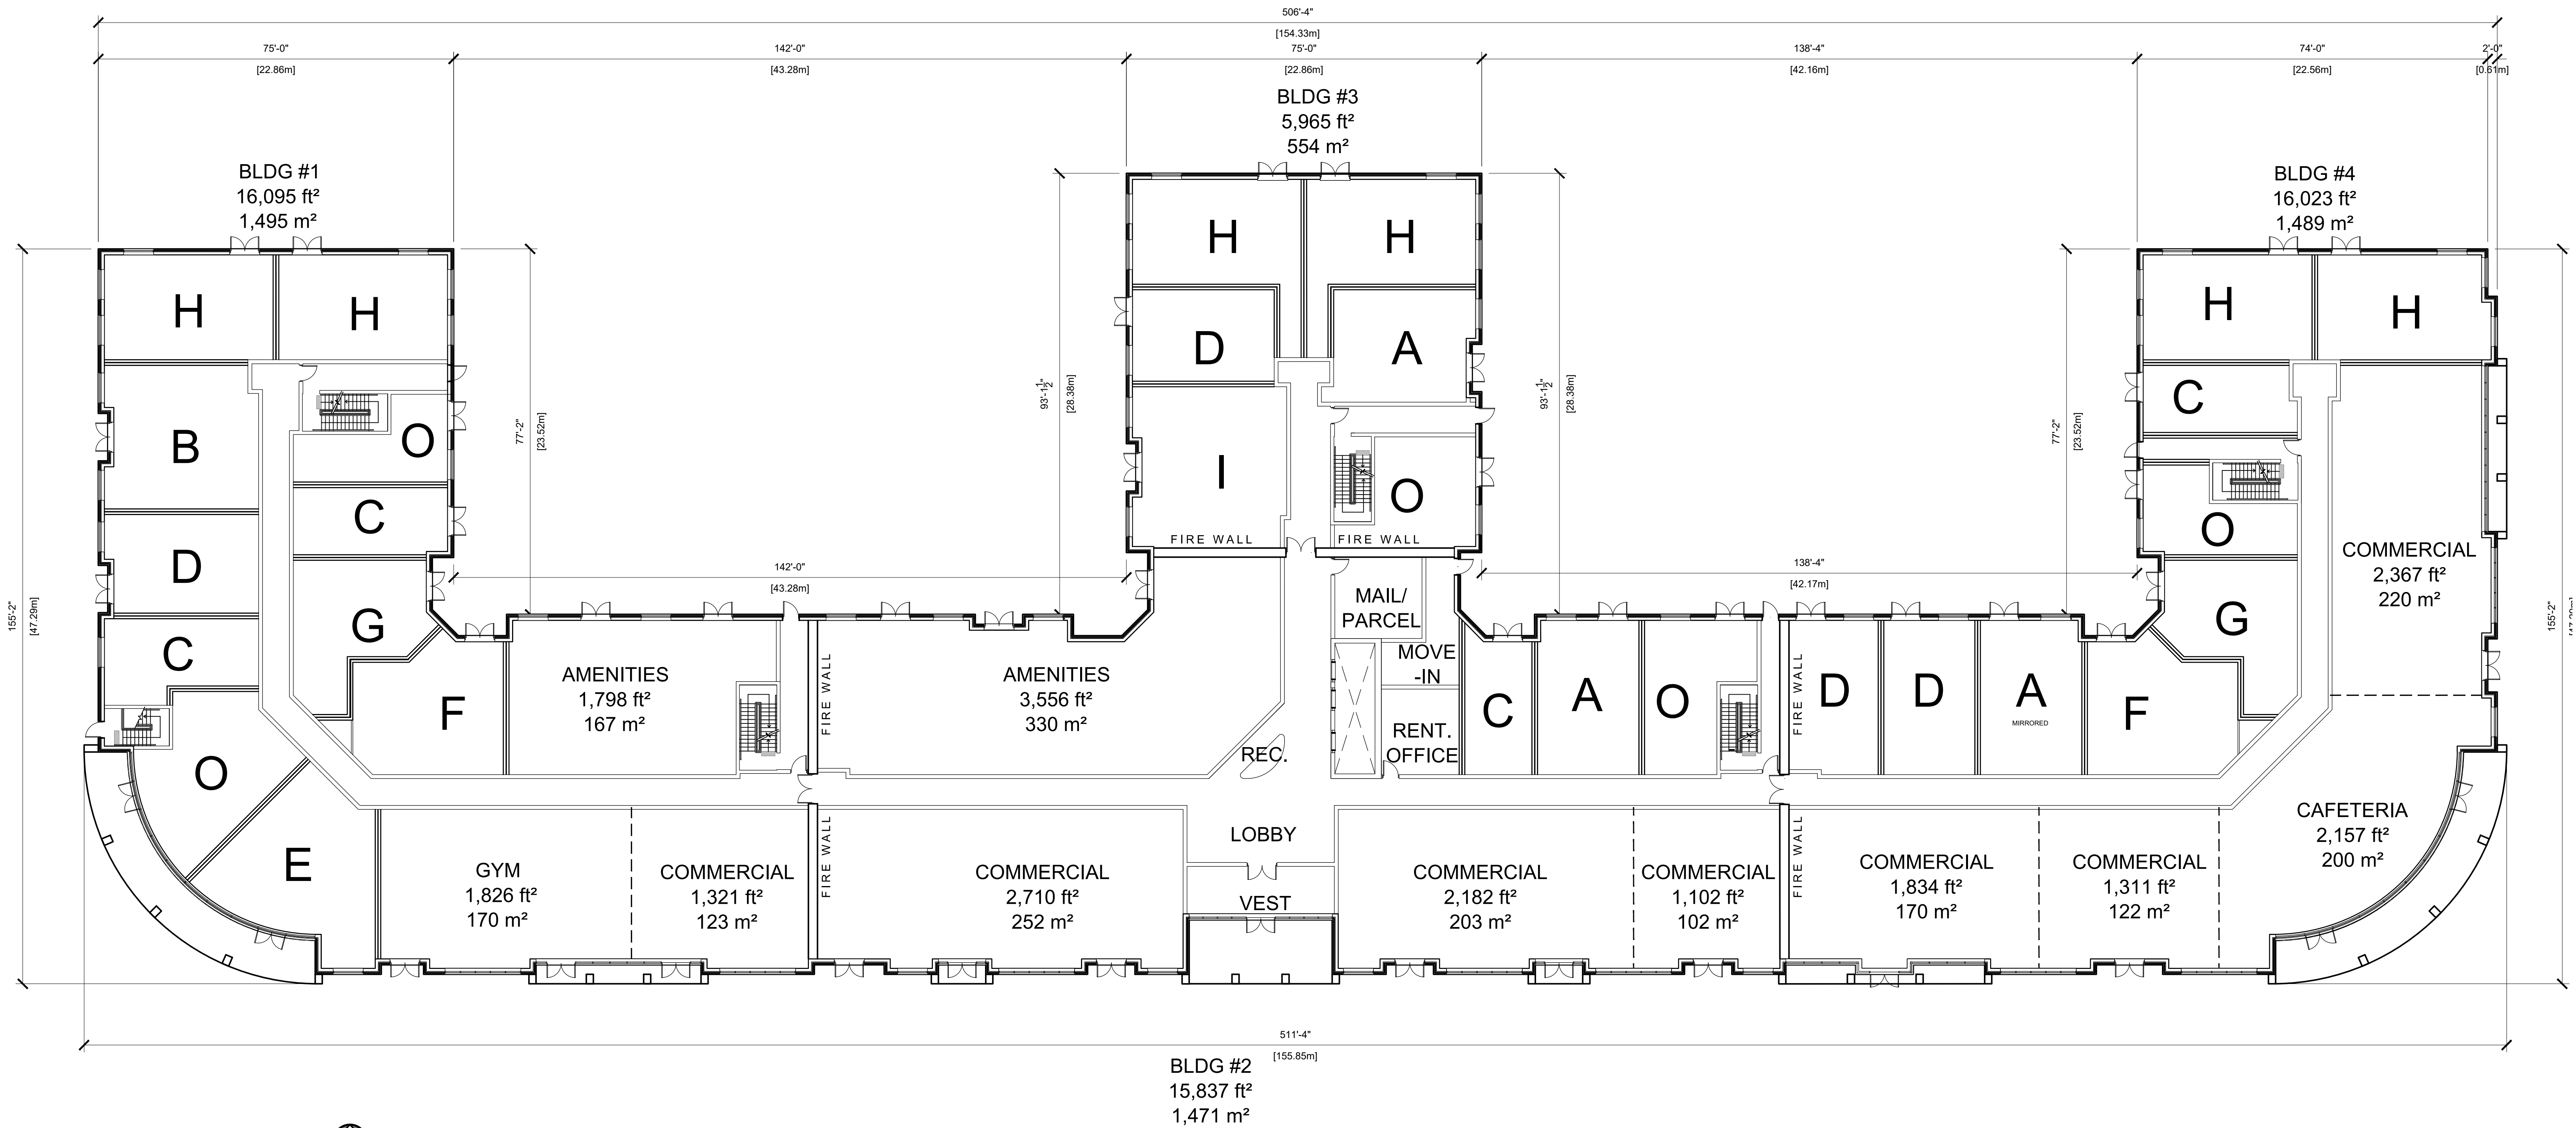 506'-4"
[154.33m]
75'-0"
[22.86m]
142'-0"
[43.28m]
75'-0"
[22.86m]
138'-4"
[42.16m]
74'-0"
[22.56m]
2'-0"
[0.61m]
BLDG #1
16,095 ft²
1,495 m²
BLDG #3
5,965 ft²
554 m²
BLDG #4
16,023 ft²
1,489 m²
155'-2"
[47.29m]
77'-2"
[23.52m]
93'-1 1/2"
[28.38m]
93'-1 1/2"
[28.38m]
77'-2"
[23.52m]
155'-2"
H
H
B
O
C
D
G
C
F
O
E
H
H
D
A
I
O
FIRE WALL
FIRE WALL
H
H
C
O
G
COMMERCIAL
2,367 ft²
220 m²
142'-0"
[43.28m]
138'-4"
[42.17m]
AMENITIES
1,798 ft²
167 m²
FIRE WALL
AMENITIES
3,556 ft²
330 m²
REC.
MAIL/
PARCEL
MOVE
-IN
RENT.
OFFICE
C
A
O
FIRE WALL
D
D
A
MIRRORED
F
LOBBY
VEST
GYM
1,826 ft²
170 m²
COMMERCIAL
1,321 ft²
123 m²
FIRE WALL
COMMERCIAL
2,710 ft²
252 m²
COMMERCIAL
2,182 ft²
203 m²
COMMERCIAL
1,102 ft²
102 m²
FIRE WALL
COMMERCIAL
1,834 ft²
170 m²
COMMERCIAL
1,311 ft²
122 m²
CAFETERIA
2,157 ft²
200 m²
511'-4"
[155.85m]
BLDG #2
15,837 ft²
1,471 m²